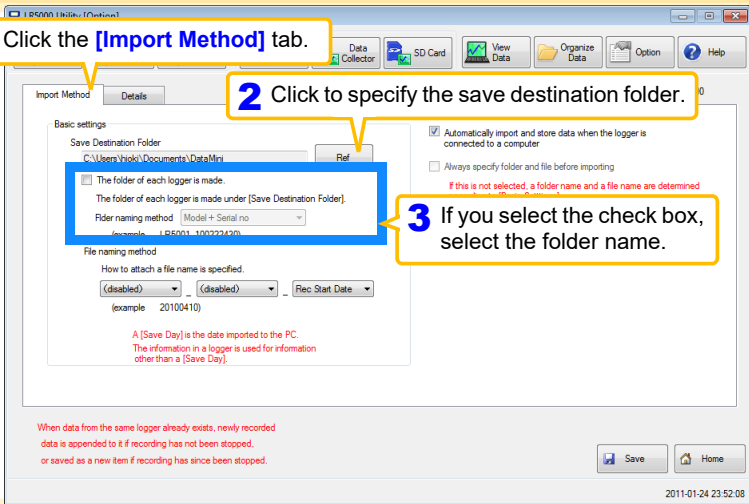 LR5000 Utility [Option]
Click the [Import Method] tab.
Data
Collector
SD Card
View
Data
Organize
Data
Option
Help
Import Method
Details
2 Click to specify the save destination folder.
Basic settings
Save Destination Folder
C:\Users\hioki\Documents\DataMini
Ref
Automatically import and store data when the logger is
connected to a computer
Always specify folder and file before importing
If this is not selected, a folder name and a file name are determined
The folder of each logger is made.
The folder of each logger is made under [Save Destination Folder].
Flder naming method
Model + Serial no
(example LR5001_100222420)
3 If you select the check box,
select the folder name.
File naming method
How to attach a file name is specified.
(disabled) _ (disabled) _ Rec Start Date
(example 20100410)
A [Save Day] is the date imported to the PC.
The information in a logger is used for information
other than a [Save Day].
When data from the same logger already exists, newly recorded
data is appended to it if recording has not been stopped,
or saved as a new item if recording has since been stopped.
Save
Home
2011-01-24 23:52:08